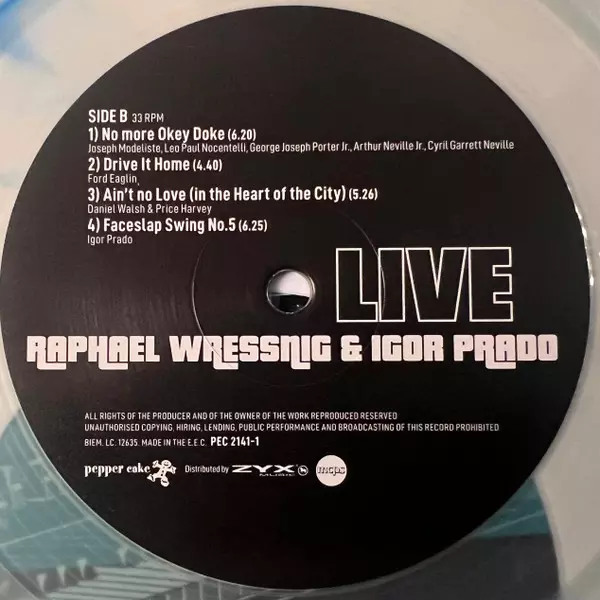 SIDE B 33 RPM
1) No more Okey Doke (6.20)
Joseph Modeliste, Leo Paul Nocentelli, George Joseph Porter Jr., Arthur Neville Jr., Cyril Garrett Neville
2) Drive It Home (4.40)
Ford Eaglin
3) Ain't no Love (in the Heart of the City) (5.26)
Daniel Walsh & Price Harvey
4) Faceslap Swing No.5 (6.25)
Igor Prado
LIVE
RAPHAEL WRESSNIG & IGOR PRADO
ALL RIGHTS OF THE PRODUCER AND OF THE OWNER OF THE WORK REPRODUCED RESERVED
UNAUTHORISED COPYING, HIRING, LENDING, PUBLIC PERFORMANCE AND BROADCASTING OF THIS RECORD PROHIBITED
BIEM. LC. 12635. MADE IN THE E.E.C. PEC 2141-1
pepper cake Distributed by ZYX MUSIC mcps